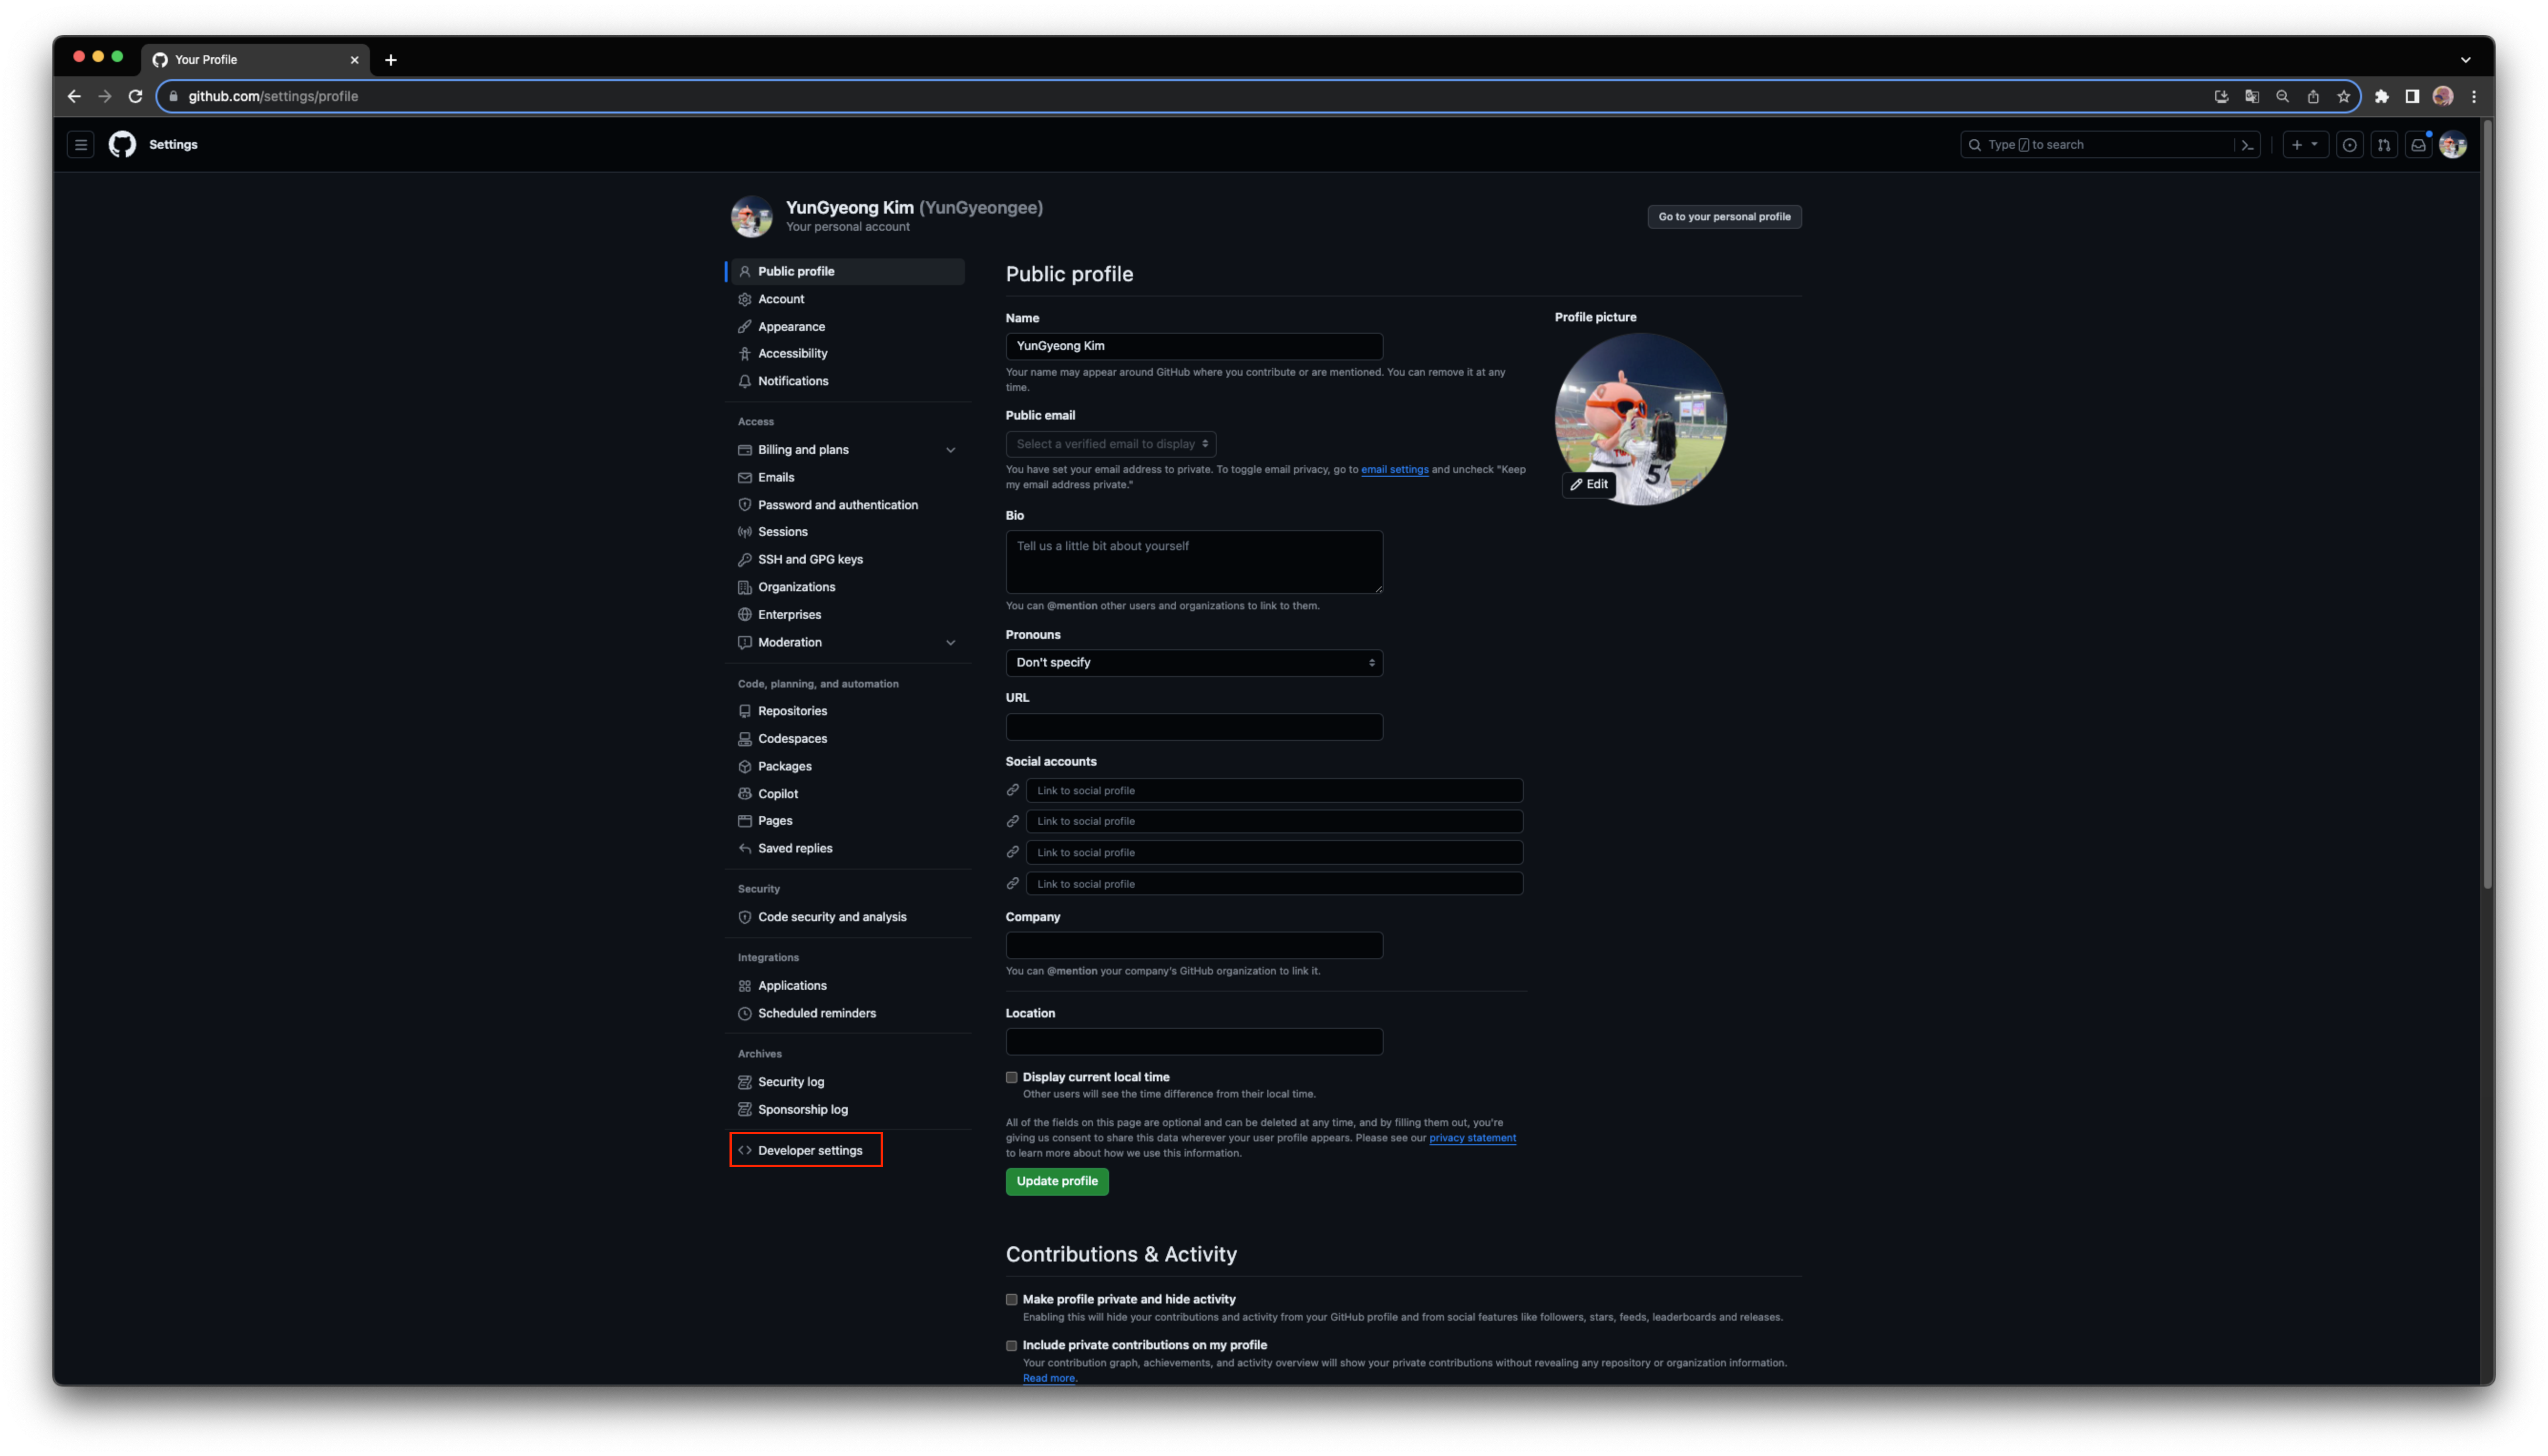 Your Profile
github.com/settings/profile
Settings
Type / to search
YunGyeong Kim (YunGyeongee)
Your personal account
Go to your personal profile
Public profile
Account
Appearance
Accessibility
Notifications
Access
Billing and plans
Emails
Password and authentication
Sessions
SSH and GPG keys
Organizations
Enterprises
Moderation
Code, planning, and automation
Repositories
Codespaces
Packages
Copilot
Pages
Saved replies
Security
Code security and analysis
Integrations
Applications
Scheduled reminders
Archives
Security log
Sponsorship log
Developer settings
Public profile
Name
YunGyeong Kim
Your name may appear around GitHub where you contribute or are mentioned. You can remove it at any
time.
Public email
Select a verified email to display
You have set your email address to private. To toggle email privacy, go to email settings and uncheck "Keep
my email address private."
Bio
Tell us a little bit about yourself
You can @mention other users and organizations to link to them.
Pronouns
Don't specify
URL
Social accounts
Link to social profile
Link to social profile
Link to social profile
Link to social profile
Company
You can @mention your company's GitHub organization to link it.
Location
Display current local time
Other users will see the time difference from their local time.
All of the fields on this page are optional and can be deleted at any time, and by filling them out, you're
giving us consent to share this data wherever your user profile appears. Please see our privacy statement
to learn more about how we use this information.
Update profile
Profile picture
51
Edit
Contributions & Activity
Make profile private and hide activity
Enabling this will hide your contributions and activity from your GitHub profile and from social features like followers, stars, feeds, leaderboards and releases.
Include private contributions on my profile
Your contribution graph, achievements, and activity overview will show your private contributions without revealing any repository or organization information.
Read more.